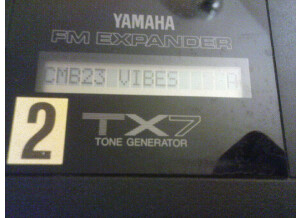 YAMAHA
FM EXPANDER
CMB23 VIBES A
2
TX7
TONE GENERATOR